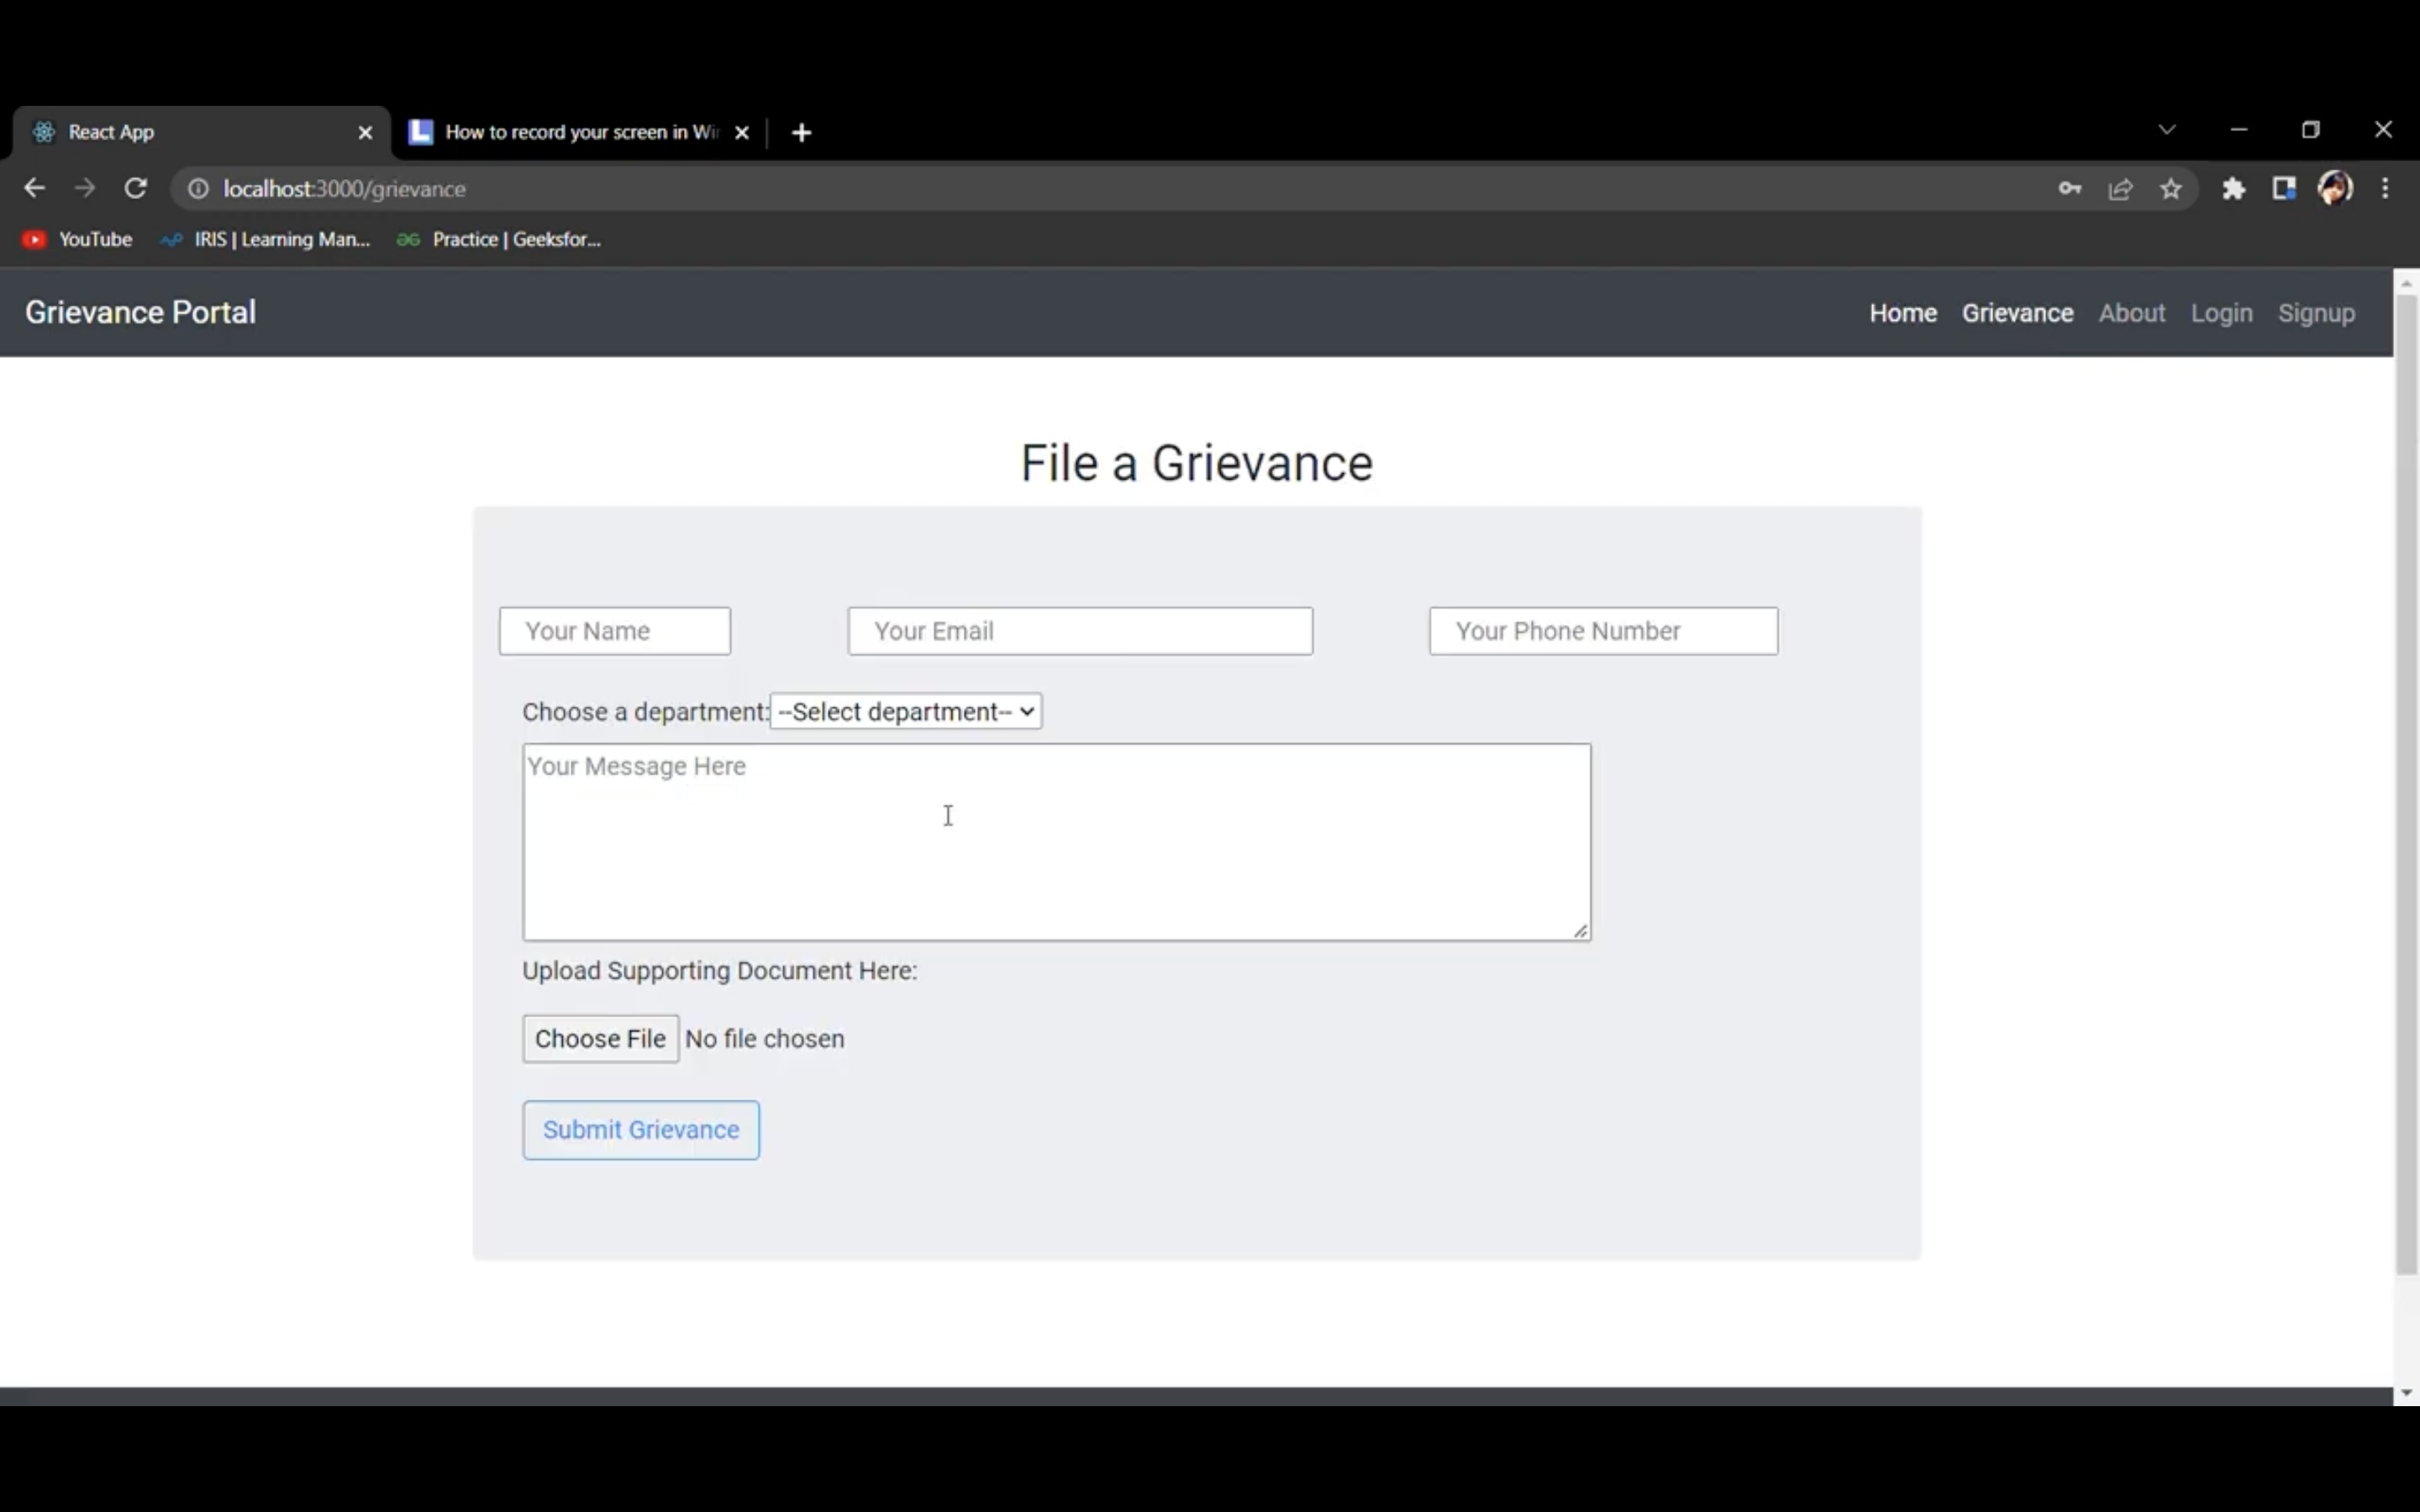 React App
How to record your screen in Wi
localhost:3000/grievance
YouTube
IRIS | Learning Man...
Practice | Geeksfor...
Grievance Portal
Home Grievance About Login Signup
File a Grievance
Your Name
Your Email
Your Phone Number
Choose a department: --Select department--
Your Message Here
Upload Supporting Document Here:
Choose File No file chosen
Submit Grievance